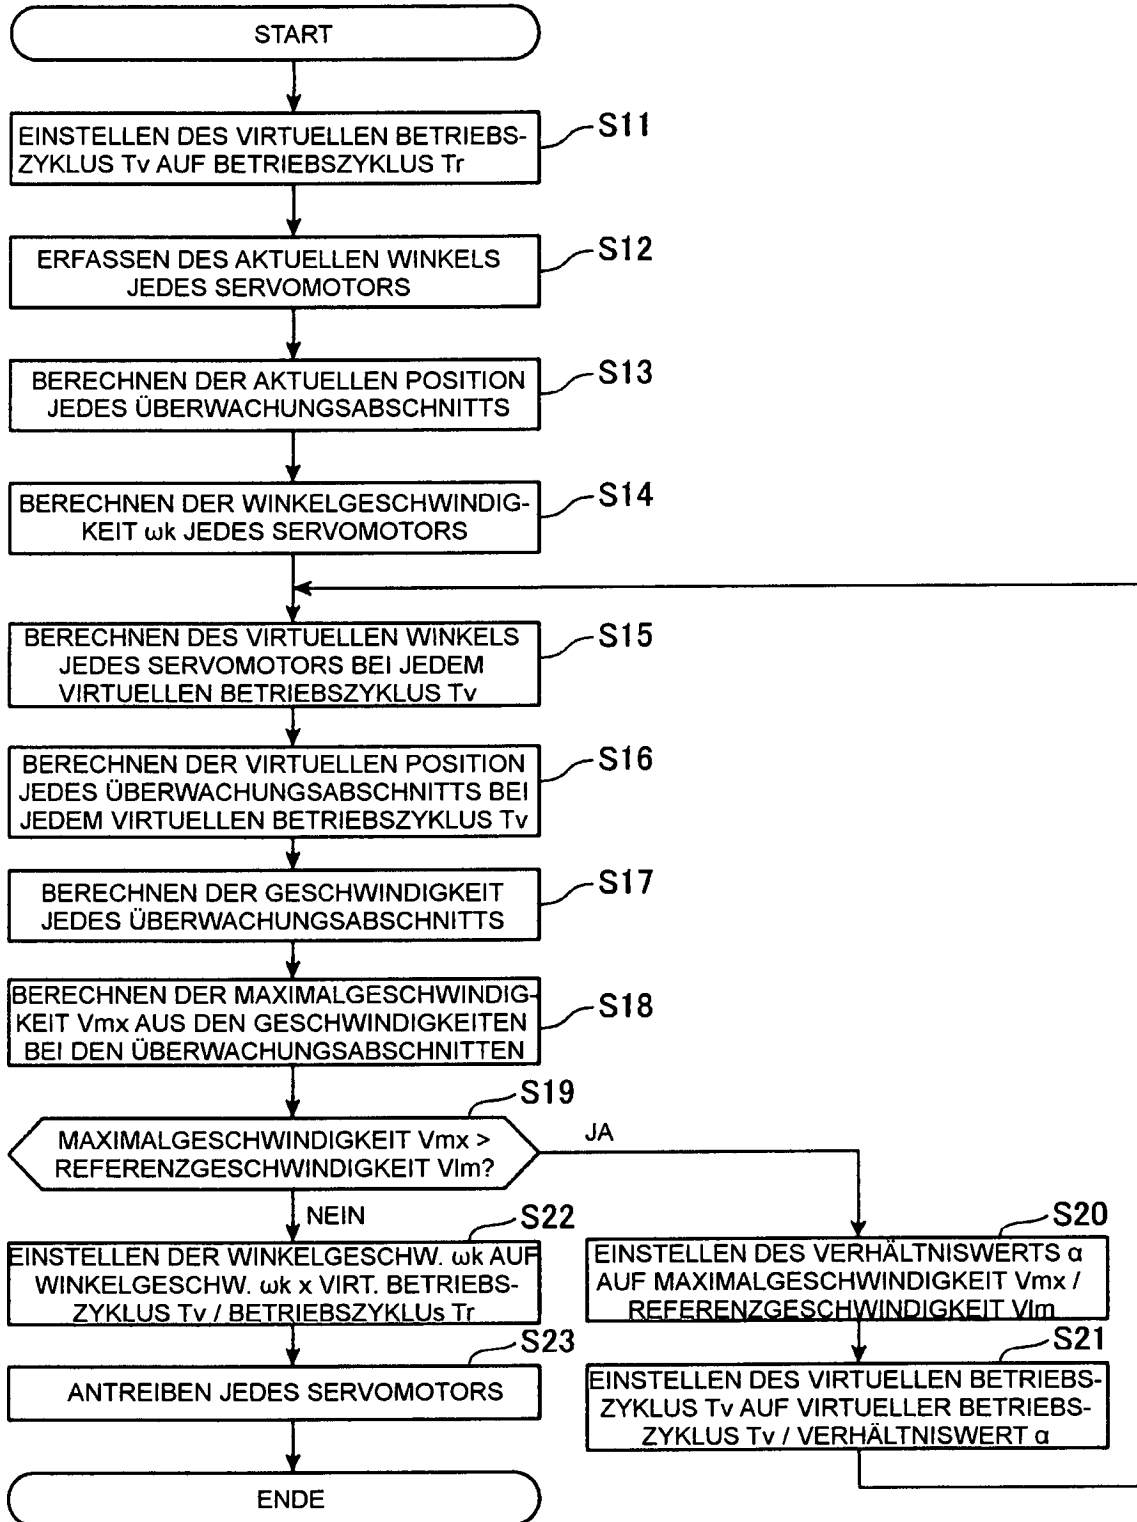 START
EINSTELLEN DES VIRTUELLEN BETRIEBS-
ZYKLUS Tv AUF BETRIEBSZYKLUS Tr
S11
ERFASSEN DES AKTUELLEN WINKELS
JEDES SERVOMOTORS
S12
BERECHNEN DER AKTUELLEN POSITION
JEDES ÜBERWACHUNGSABSCHNITTS
S13
BERECHNEN DER WINKELGESCHWINDIG-
KEIT ωk JEDES SERVOMOTORS
S14
BERECHNEN DES VIRTUELLEN WINKELS
JEDES SERVOMOTORS BEI JEDEM
VIRTUELLEN BETRIEBSZYKLUS Tv
S15
BERECHNEN DER VIRTUELLEN POSITION
JEDES ÜBERWACHUNGSABSCHNITTS BEI
JEDEM VIRTUELLEN BETRIEBSZYKLUS Tv
S16
BERECHNEN DER GESCHWINDIGKEIT
JEDES ÜBERWACHUNGSABSCHNITTS
S17
BERECHNEN DER MAXIMALGESCHWINDIG-
KEIT Vmx AUS DEN GESCHWINDIGKEITEN
BEI DEN ÜBERWACHUNGSABSCHNITTEN
S18
S19
MAXIMALGESCHWINDIGKEIT Vmx >
REFERENZGESCHWINDIGKEIT Vlm?
JA
NEIN
S22
EINSTELLEN DER WINKELGESCHW. ωk AUF
WINKELGESCHW. ωk x VIRT. BETRIEBS-
ZYKLUS Tv / BETRIEBSZYKLUs Tr
S20
EINSTELLEN DES VERHÄLTNISWERTS α
AUF MAXIMALGESCHWINDIGKEIT Vmx /
REFERENZGESCHWINDIGKEIT Vlm
S23
ANTREIBEN JEDES SERVOMOTORS
S21
EINSTELLEN DES VIRTUELLEN BETRIEBS-
ZYKLUS Tv AUF VIRTUELLER BETRIEBS-
ZYKLUS Tv / VERHÄLTNISWERT α
ENDE